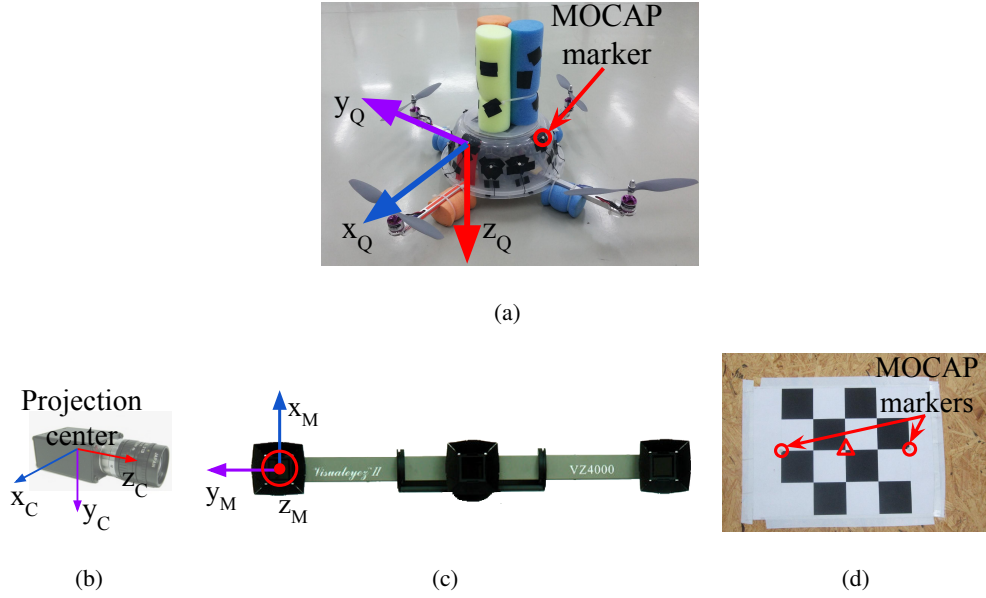 MOCAP
marker
y_Q
x_Q
z_Q
(a)
Projection
center
x_C
y_C
z_C
(b)
x_M
y_M
z_M
Visualeyez II
VZ4000
(c)
MOCAP
markers
(d)